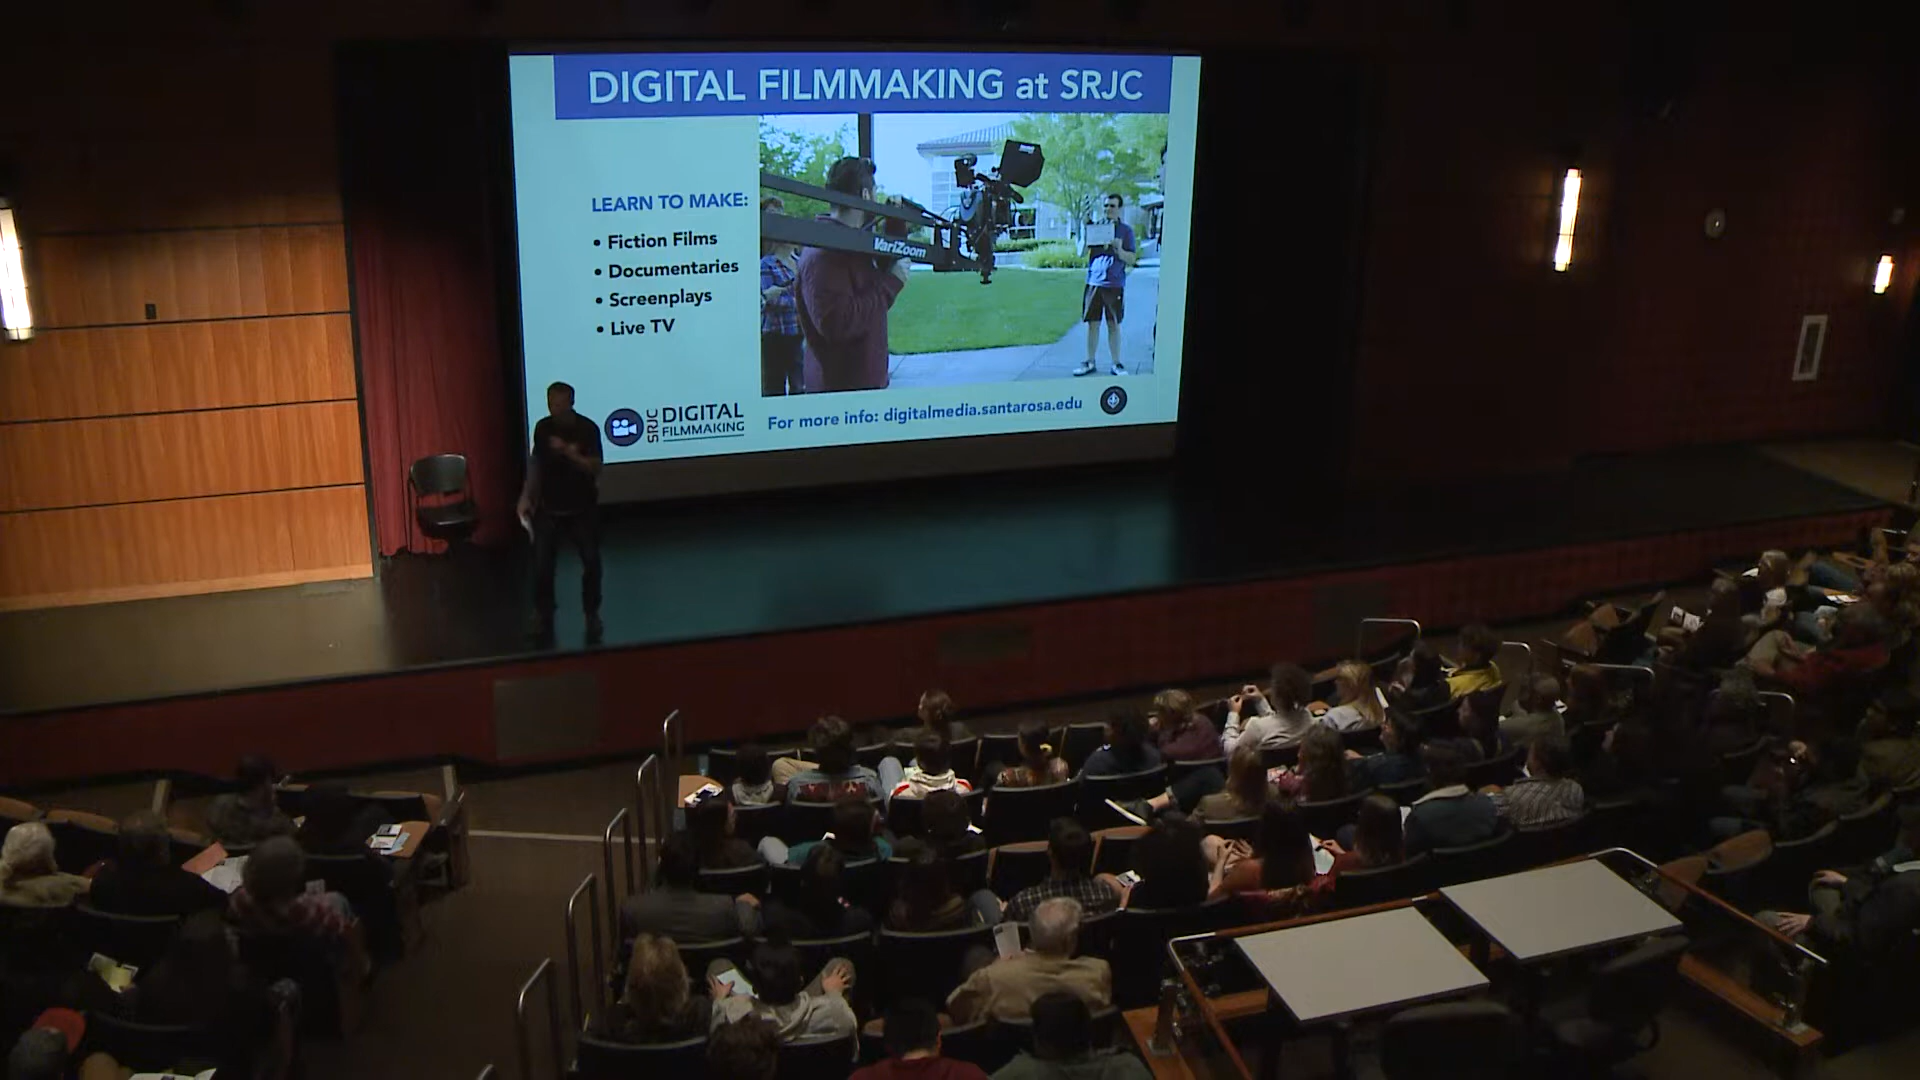 DIGITAL FILMMAKING at SRJC
LEARN TO MAKE:
• Fiction Films
• Documentaries
• Screenplays
• Live TV
VariZoom
SRJC DIGITAL
FILMMAKING
For more info: digitalmedia.santarosa.edu